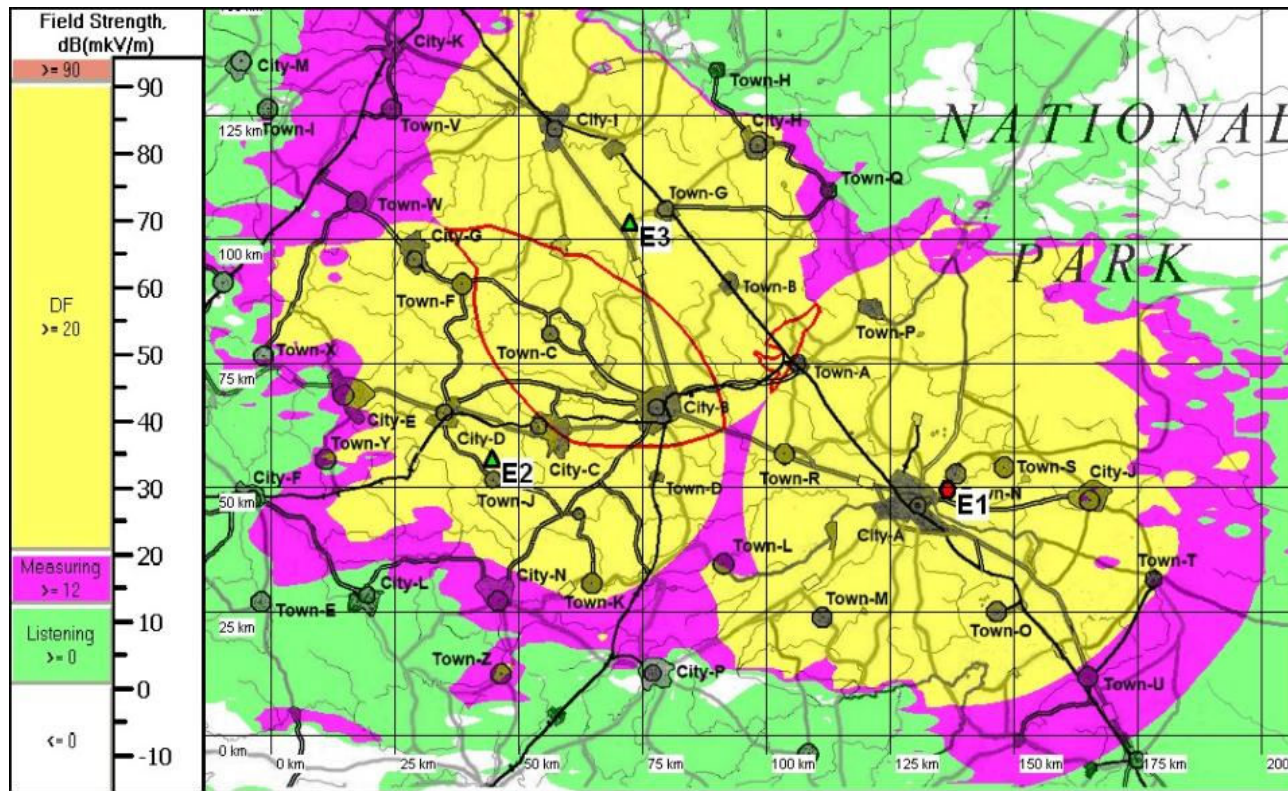 Field Strength,
dB(mkV/m)
>= 90
DF
>= 20
Measuring
>= 12
Listening
>= 0
<= 0
90
80
70
60
50
40
30
20
10
0
-10
City-K
City-M
Town-H
Town-I
Town-V
City-I
City-H
125 km
NATIONAL
Town-W
Town-G
Town-Q
City-G
E3
100 km
PARK
Town-F
Town-B
Town-P
Town-X
Town-C
Town-A
75 km
City-E
City-B
City-D
Town-Y
City-C
Town-R
Town-S
City-F
E2
Town-J
Town-D
City-J
E1
50 km
City-A
City-L
City-N
Town-L
Town-T
Town-E
Town-K
Town-M
Town-O
25 km
Town-Z
City-P
Town-U
0 km
0 km
25 km
50 km
75 km
100 km
125 km
150 km
175 km